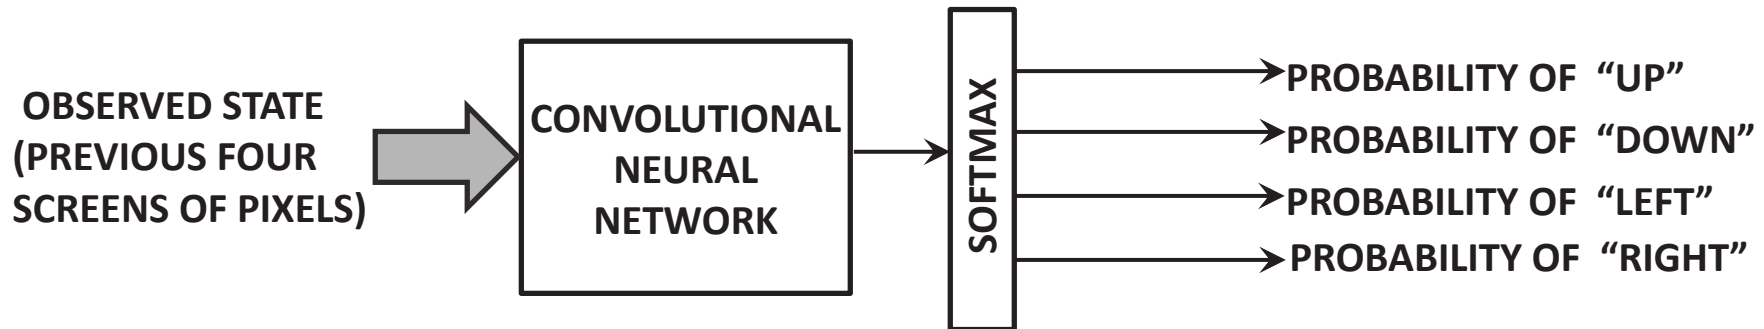 OBSERVED STATE
(PREVIOUS FOUR
SCREENS OF PIXELS)
CONVOLUTIONAL
NEURAL
NETWORK
SOFTMAX
PROBABILITY OF “UP”
PROBABILITY OF “DOWN”
PROBABILITY OF “LEFT”
PROBABILITY OF “RIGHT”